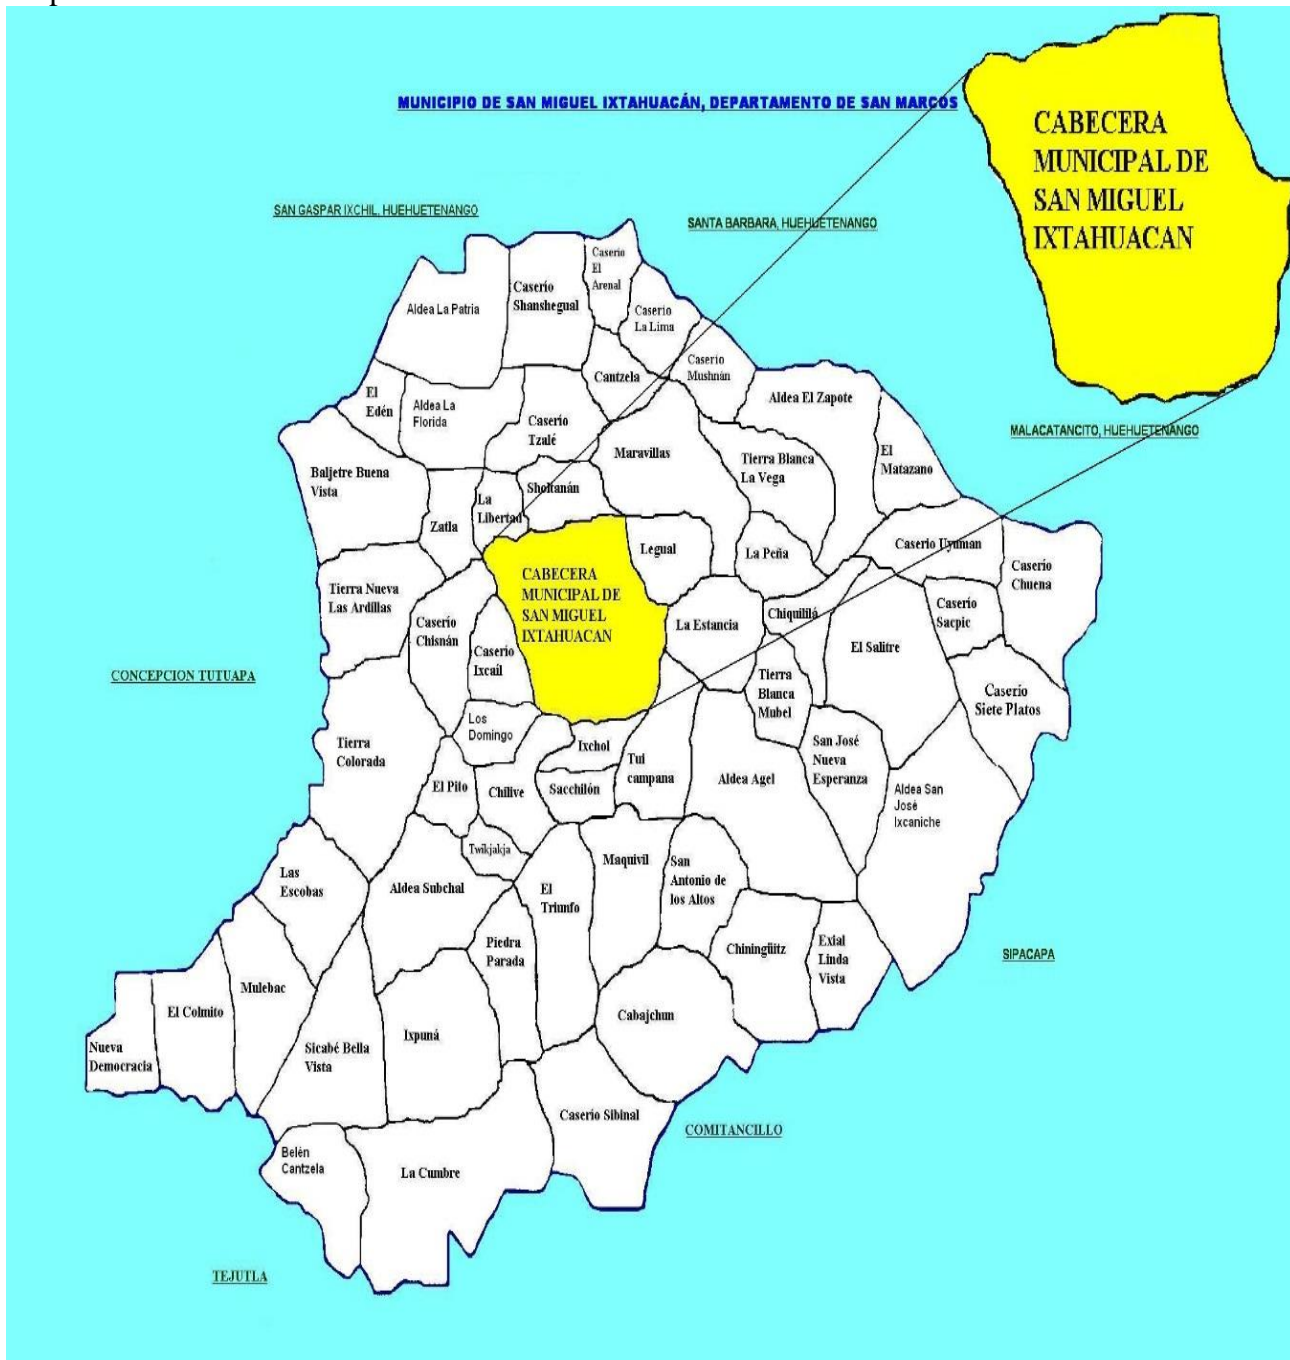 MUNICIPIO DE SAN MIGUEL IXTAHUACÁN, DEPARTAMENTO DE SAN MARCOS
CABECERA
MUNICIPAL DE
SAN MIGUEL
IXTAHUACAN
SAN GASPAR IXCHIL, HUEHUETENANGO
SANTA BARBARA, HUEHUETENANGO
MALACATANCITO, HUEHUETENANGO
Caserío
El
Arenal
Caserío
Shanshegual
Aldea La Patria
Caserío
La Lima
Caserío
Mushnán
Cantzela
Aldea El Zapote
El
Edén
Aldea La
Florida
Caserío
Tzalé
Maravillas
Tierra Blanca
La Vega
El
Matazano
Baljetre Buena
Vista
Zatla
La
Libertad
Sholtanán
Legual
La Peña
Caserio Uyuman
Caserío
Chuena
Tierra Nueva
Las Ardillas
Caserío
Chisnán
Caserío
Ixcail
CABECERA
MUNICIPAL DE
SAN MIGUEL
IXTAHUACAN
La Estancia
Chiquililá
Caserío
Sacpic
El Salitre
CONCEPCION TUTUAPA
Tierra
Blanca
Mubel
Caserío
Siete Platos
Los
Domingo
Tierra
Colorada
Ixchol
Tui
campana
San José
Nueva
Esperanza
El Pito
Chilive
Sacchilón
Aldea Agel
Aldea San
José
Ixcaniche
Twikjakja
Las
Escobas
Aldea Subchal
El
Triunfo
Maquivil
San
Antonio de
los Altos
Piedra
Parada
Chiningüitz
Exial
Linda
Vista
SIPACAPA
Mulebac
El Colmito
Nueva
Democracia
Sicabé Bella
Vista
Ixpuná
Cabajchun
Caserío Sibinal
COMITANCILLO
Belén
Cantzela
La Cumbre
TEJUTLA